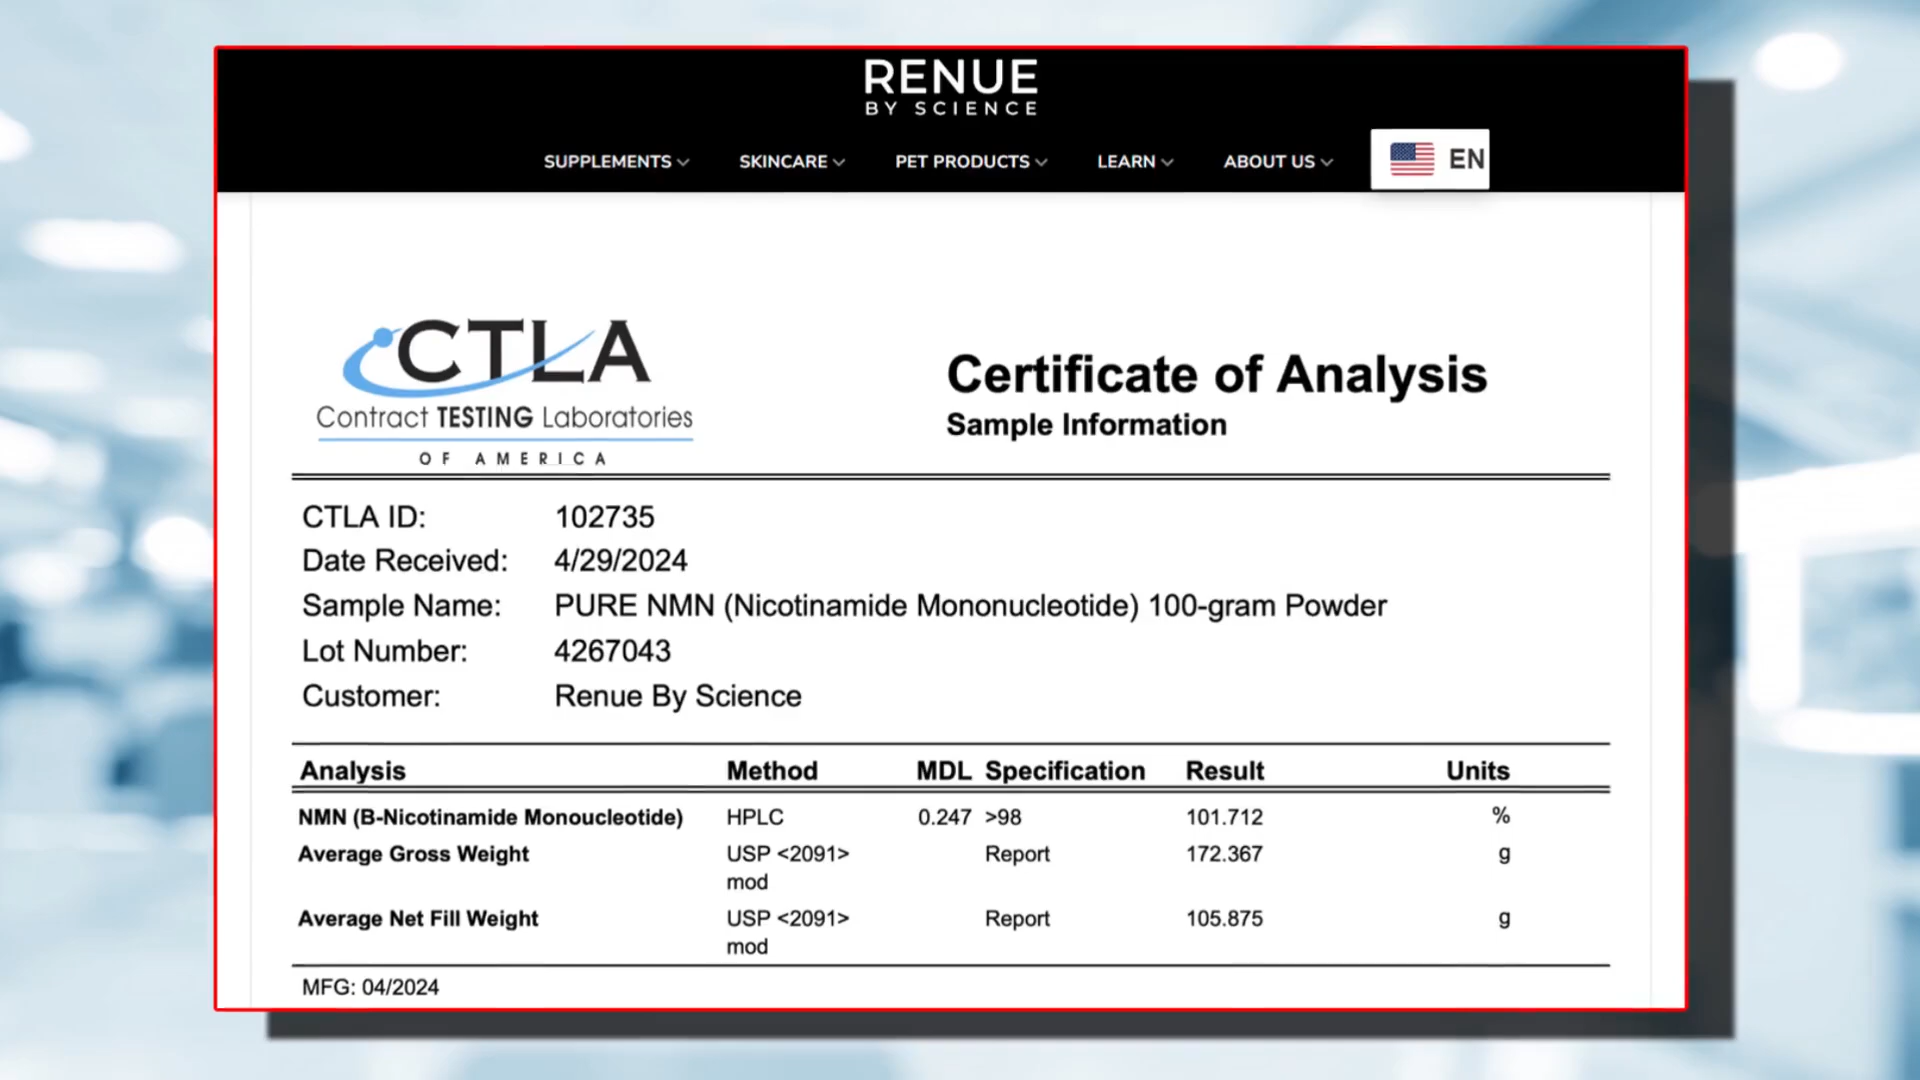 RENUE
BY SCIENCE
SUPPLEMENTS SKINCARE PET PRODUCTS LEARN ABOUT US EN
CTLA
Contract TESTING Laboratories
OF AMERICA
Certificate of Analysis
Sample Information
CTLA ID: 102735
Date Received: 4/29/2024
Sample Name: PURE NMN (Nicotinamide Mononucleotide) 100-gram Powder
Lot Number: 4267043
Customer: Renue By Science
Analysis Method MDL Specification Result Units
NMN (B-Nicotinamide Monoucleotide) HPLC 0.247 >98 101.712 %
Average Gross Weight USP <2091> Report 172.367 g
mod
Average Net Fill Weight USP <2091> Report 105.875 g
mod
MFG: 04/2024